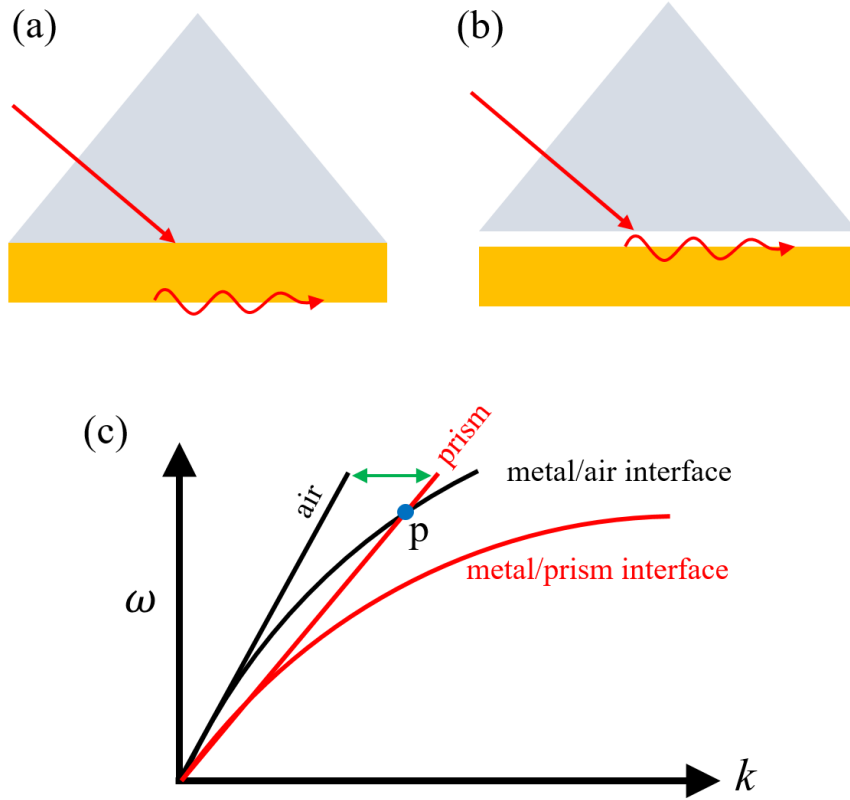 (a)
(b)
(c)
air
prism
metal/air interface
p
metal/prism interface
ω
k